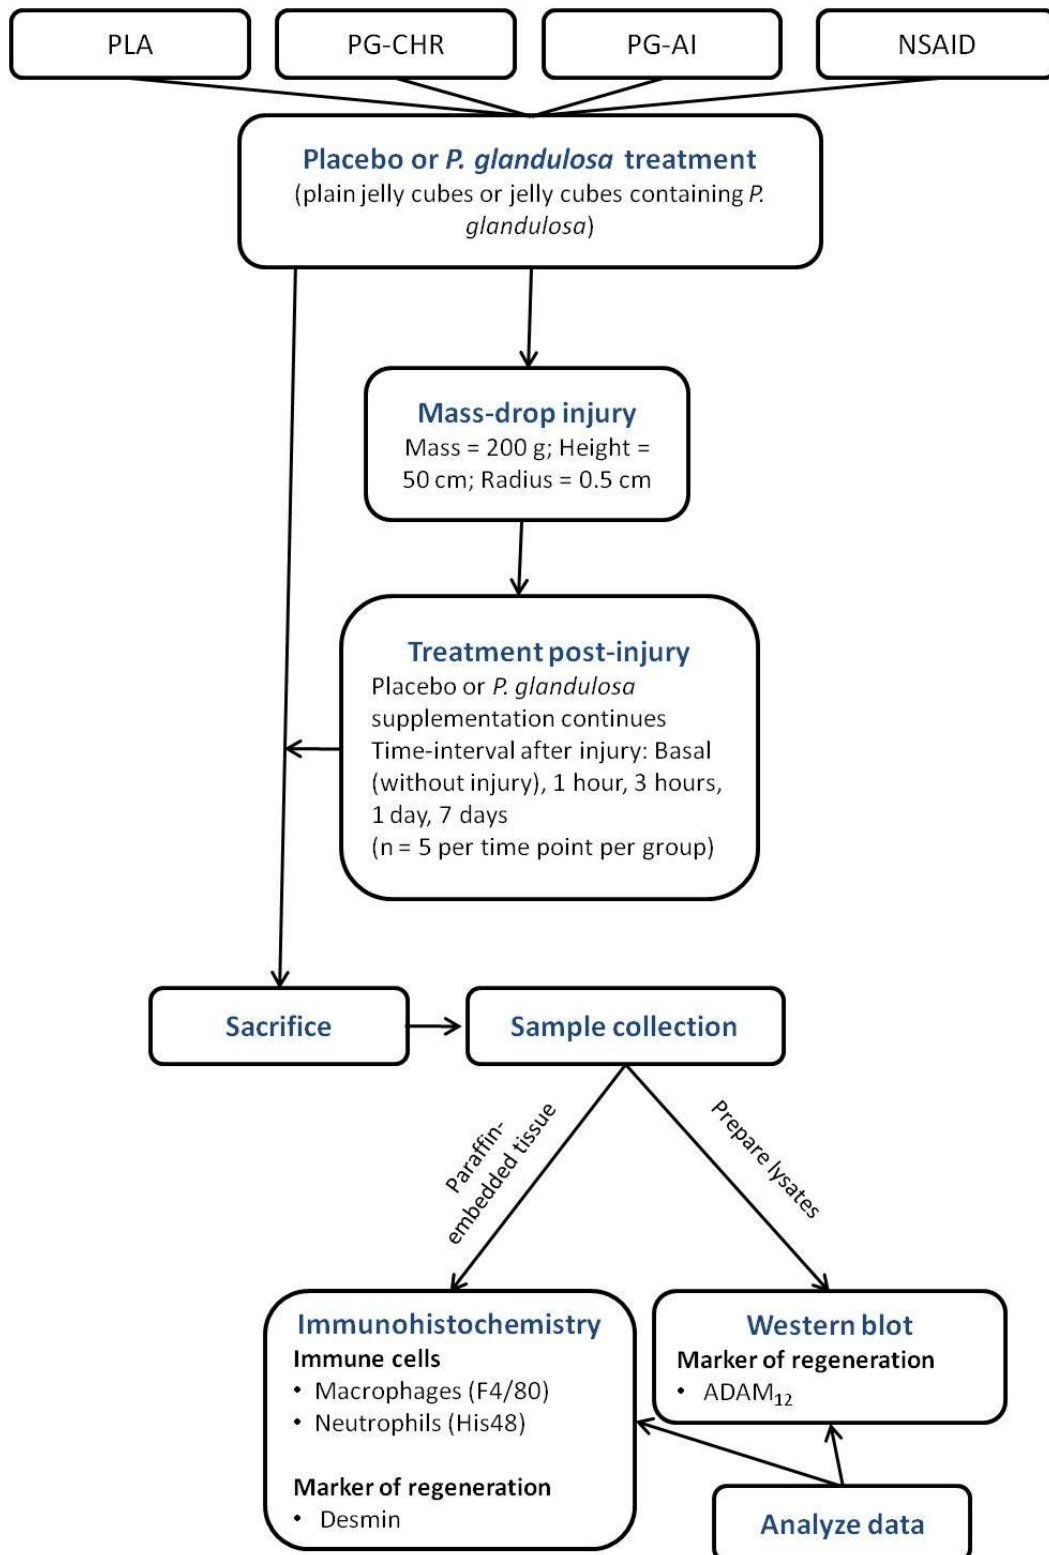 PLA
PG-CHR
PG-AI
NSAID
Placebo or P. glandulosa treatment
(plain jelly cubes or jelly cubes containing P.
glandulosa)
Mass-drop injury
Mass = 200 g; Height =
50 cm; Radius = 0.5 cm
Treatment post-injury
Placebo or P. glandulosa
supplementation continues
Time-interval after injury: Basal
(without injury), 1 hour, 3 hours,
1 day, 7 days
(n = 5 per time point per group)
Sacrifice
Sample collection
Paraffin-
embedded tissue
Prepare lysates
Immunohistochemistry
Immune cells
• Macrophages (F4/80)
• Neutrophils (His48)
Marker of regeneration
• Desmin
Western blot
Marker of regeneration
• ADAM₁₂
Analyze data